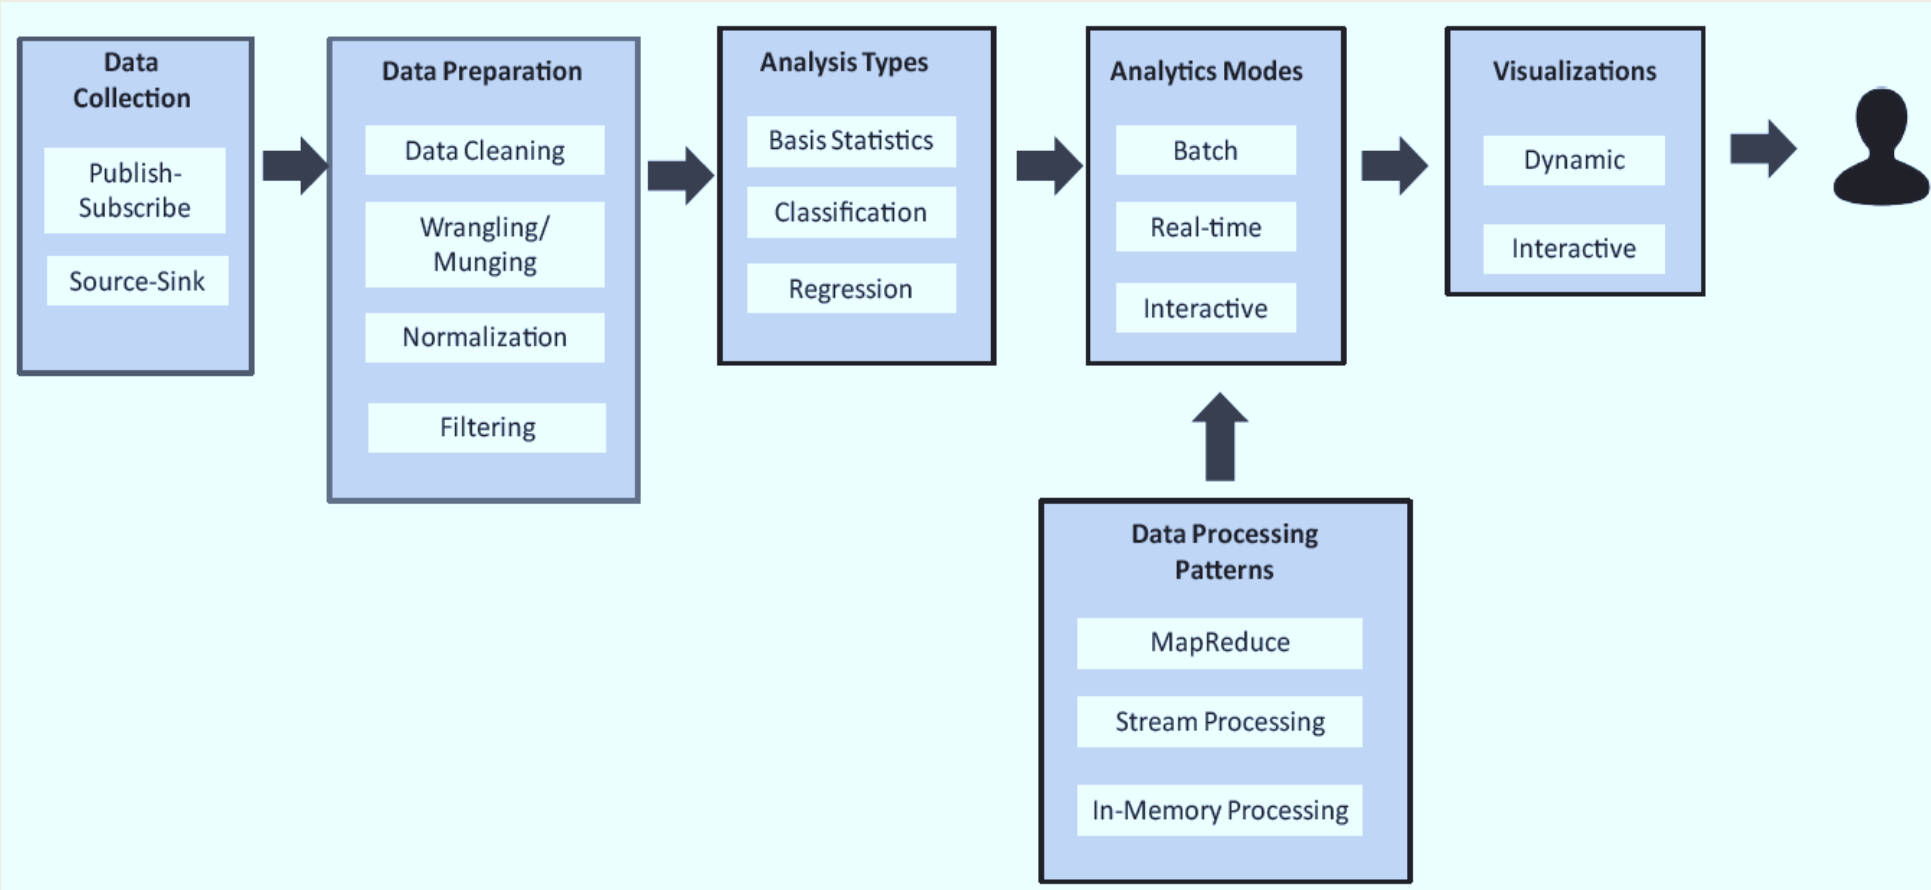 Data
Collection
Publish-
Subscribe
Source-Sink
Data Preparation
Data Cleaning
Wrangling/
Munging
Normalization
Filtering
Analysis Types
Basis Statistics
Classification
Regression
Analytics Modes
Batch
Real-time
Interactive
Visualizations
Dynamic
Interactive
Data Processing
Patterns
MapReduce
Stream Processing
In-Memory Processing